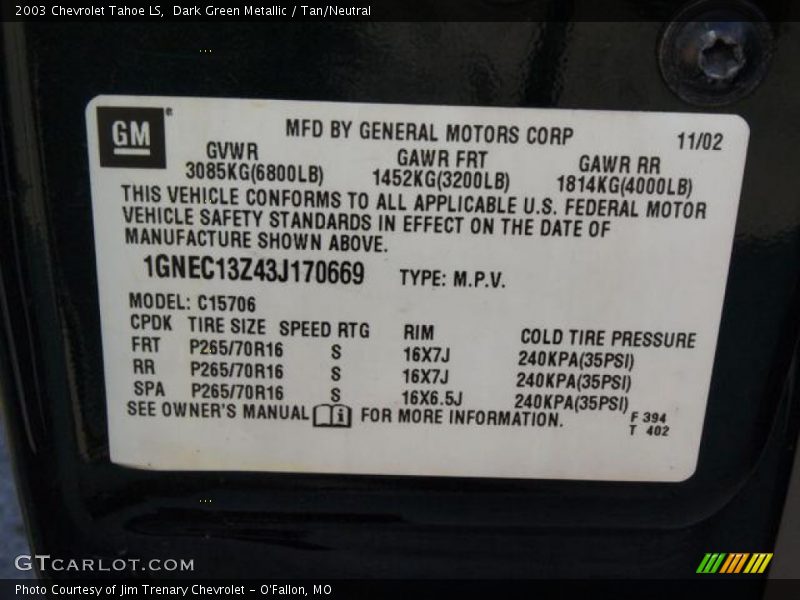 2003 Chevrolet Tahoe LS,  Dark Green Metallic / Tan/Neutral
GM®
MFD BY GENERAL MOTORS CORP
11/02
GVWR GAWR FRT GAWR RR
3085KG(6800LB) 1452KG(3200LB) 1814KG(4000LB)
THIS VEHICLE CONFORMS TO ALL APPLICABLE U.S. FEDERAL MOTOR
VEHICLE SAFETY STANDARDS IN EFFECT ON THE DATE OF
MANUFACTURE SHOWN ABOVE.
1GNEC13Z43J170669 TYPE: M.P.V.
MODEL: C15706
CPDK TIRE SIZE SPEED RTG RIM COLD TIRE PRESSURE
FRT P265/70R16 S 16X7J 240KPA(35PSI)
RR P265/70R16 S 16X7J 240KPA(35PSI)
SPA P265/70R16 S 16X6.5J 240KPA(35PSI)
SEE OWNER'S MANUAL i FOR MORE INFORMATION.
F 394
T 402
GTCARLOT.COM
Photo Courtesy of Jim Trenary Chevrolet - O'Fallon, MO